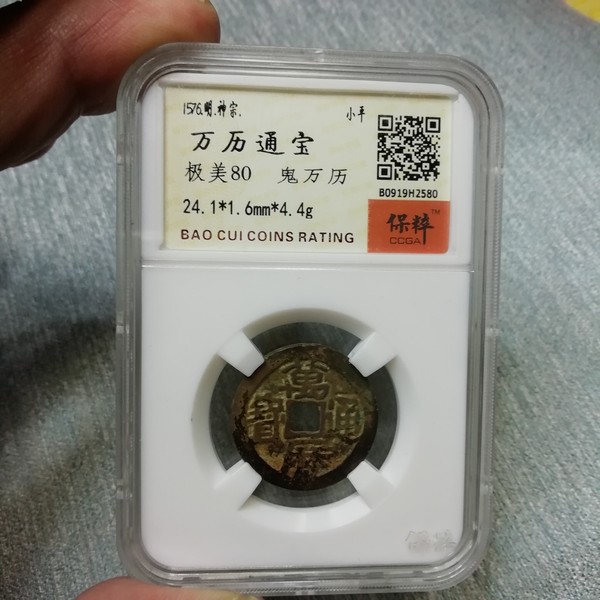 1576.明.神宗. 小平
万历通宝
极美80 鬼万历
B0919H2580
24.1*1.6mm*4.4g
保粹 TM
CCGA
BAO CUI COINS RATING
萬
寶 通
曆